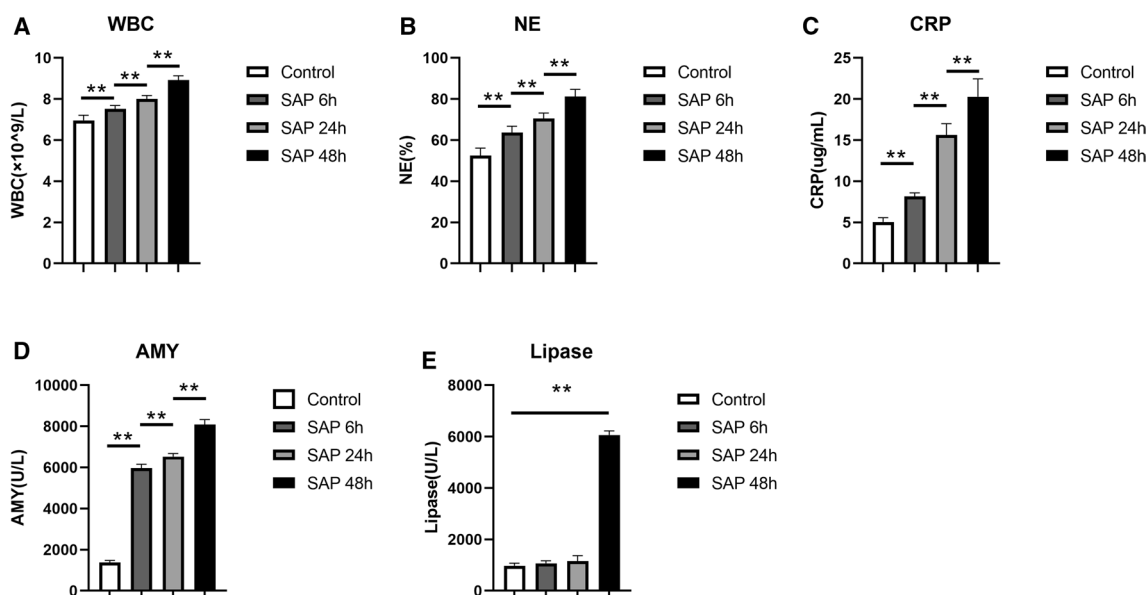 A
WBC
WBC(×10^9/L)
10
8
6
4
2
0
**
**
**
Control
SAP 6h
SAP 24h
SAP 48h
B
NE
NE(%)
100
80
60
40
20
0
**
**
**
Control
SAP 6h
SAP 24h
SAP 48h
C
CRP
CRP(ug/mL)
25
20
15
10
5
0
**
**
**
Control
SAP 6h
SAP 24h
SAP 48h
D
AMY
AMY(U/L)
10000
8000
6000
4000
2000
0
**
**
**
Control
SAP 6h
SAP 24h
SAP 48h
E
Lipase
Lipase(U/L)
8000
6000
4000
2000
0
**
Control
SAP 6h
SAP 24h
SAP 48h